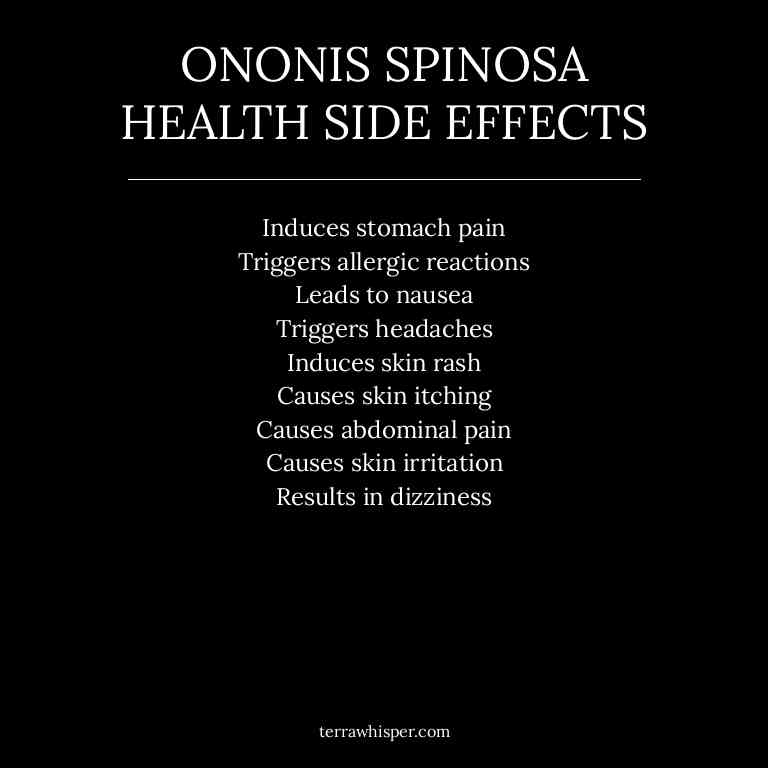 ONONIS SPINOSA
HEALTH SIDE EFFECTS
Induces stomach pain
Triggers allergic reactions
Leads to nausea
Triggers headaches
Induces skin rash
Causes skin itching
Causes abdominal pain
Causes skin irritation
Results in dizziness
terrawhisper.com